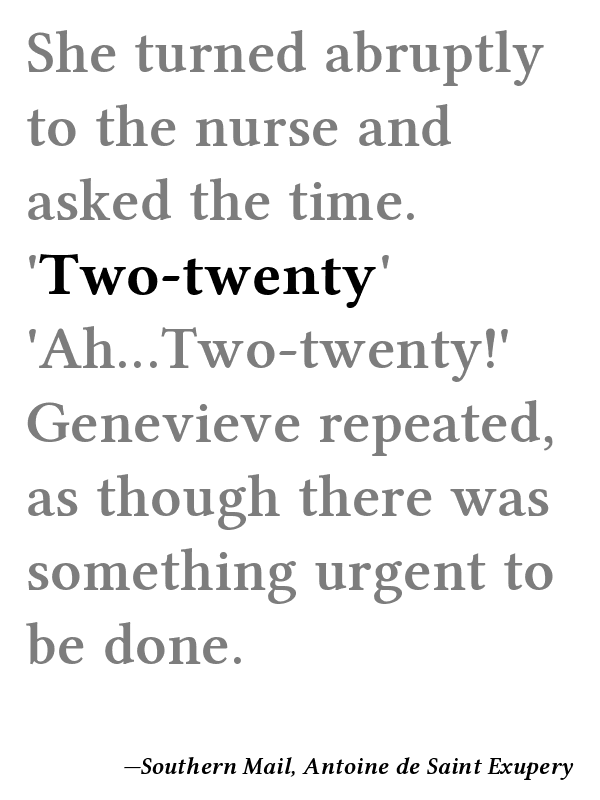 She turned abruptly
to the nurse and
asked the time.
'Two-twenty'
'Ah...Two-twenty!'
Genevieve repeated,
as though there was
something urgent to
be done.
—Southern Mail, Antoine de Saint Exupery